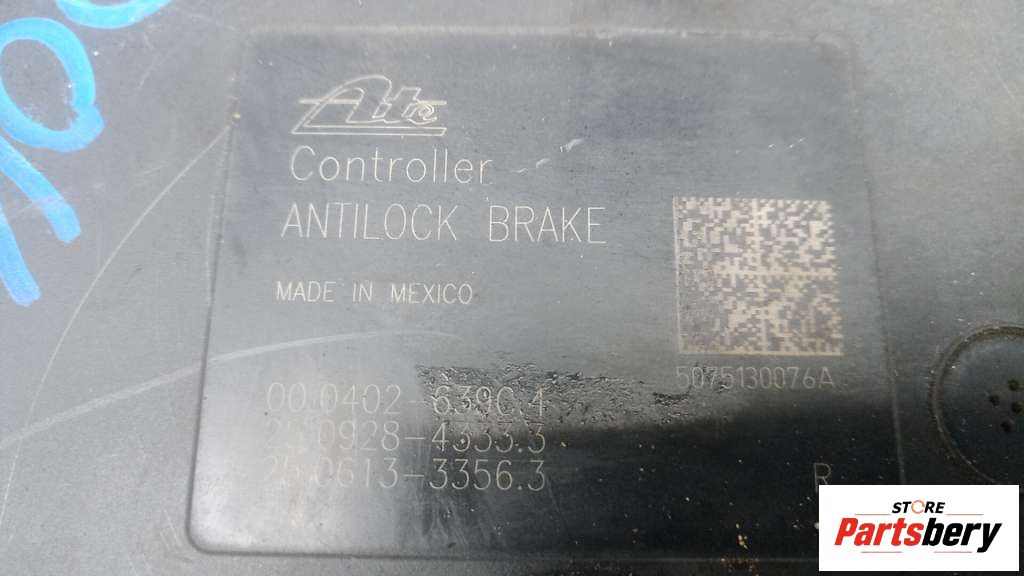 Ate
Controller
ANTILOCK BRAKE
MADE IN MEXICO
5075130076A
00.0402-639C.4
25.0928-4333.3
25.0613-3356.3
R
STORE
Partsbery